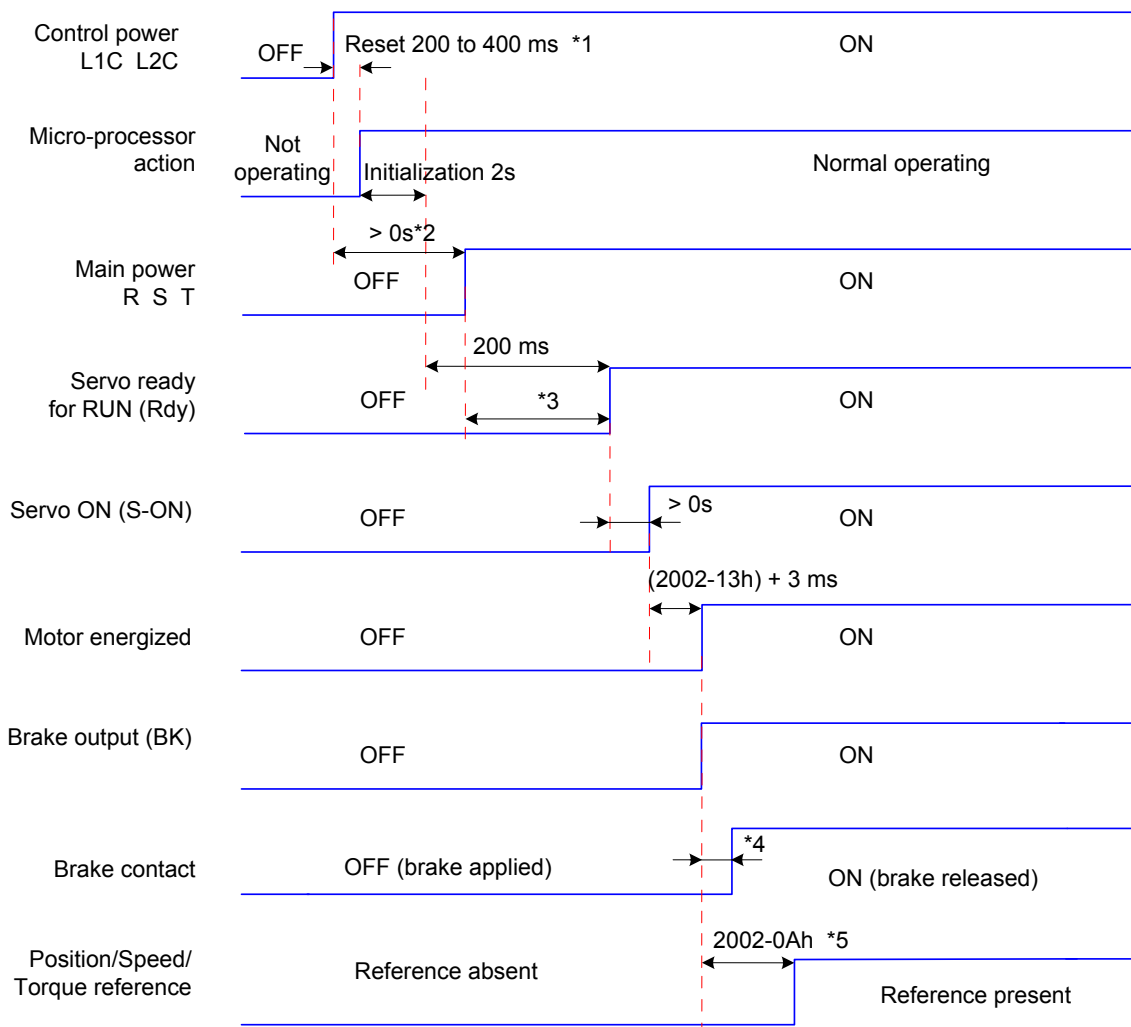 Control power
L1C L2C
OFF
Reset 200 to 400 ms *1
ON
Micro-processor
action
Not
operating
Initialization 2s
Normal operating
> 0s*2
Main power
R S T
OFF
ON
200 ms
Servo ready
for RUN (Rdy)
OFF
*3
ON
Servo ON (S-ON)
OFF
> 0s
ON
(2002-13h) + 3 ms
Motor energized
OFF
ON
Brake output (BK)
OFF
ON
Brake contact
OFF (brake applied)
*4
ON (brake released)
2002-0Ah *5
Position/Speed/
Torque reference
Reference absent
Reference present